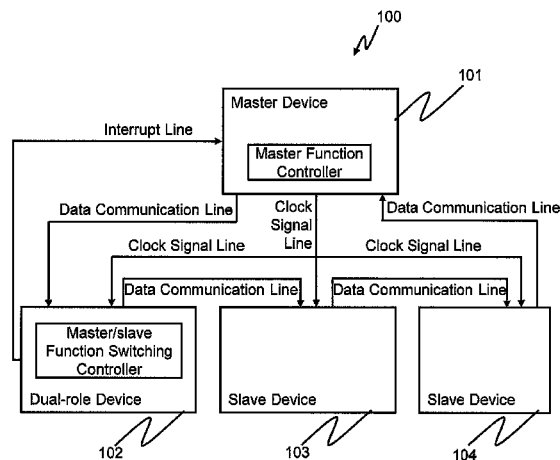 100
101
Master Device
Interrupt Line
Master Function
Controller
Data Communication Line
Clock
Signal
Line
Data Communication Line
Clock Signal Line
Clock Signal Line
Data Communication Line
Data Communication Line
Master/slave
Function Switching
Controller
Dual-role Device
Slave Device
Slave Device
102
103
104